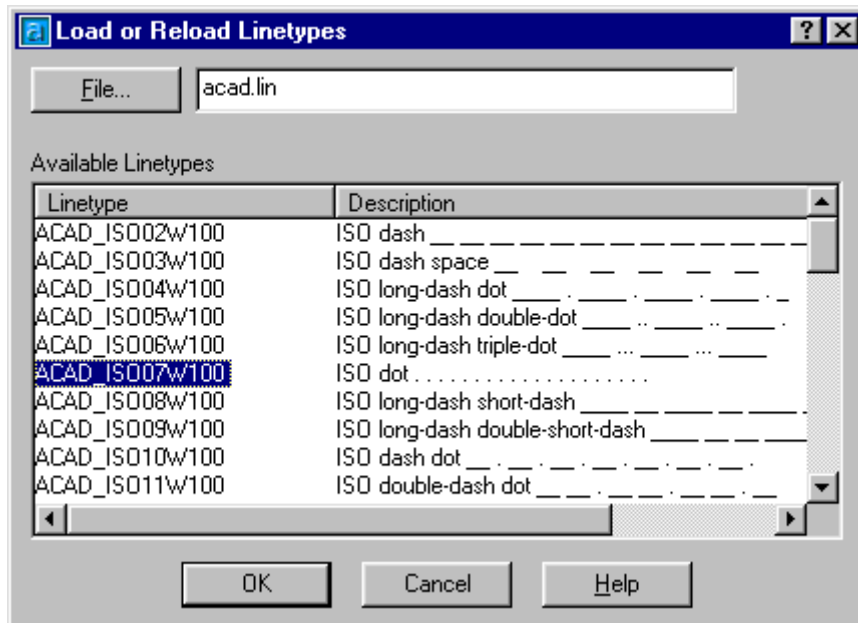 Load or Reload Linetypes
File... acad.lin
Available Linetypes
Linetype Description
ACAD_ISO02W100 ISO dash __ __ __ __ __ __ __ __ __ __ __ __ __
ACAD_ISO03W100 ISO dash space __ __ __ __ __ __
ACAD_ISO04W100 ISO long-dash dot ____ . ____ . ____ . ____ . _
ACAD_ISO05W100 ISO long-dash double-dot ____ .. ____ .. ____ .
ACAD_ISO06W100 ISO long-dash triple-dot ____ ... ____ ... ____
ACAD_ISO07W100 ISO dot . . . . . . . . . . . . . . . . . . . .
ACAD_ISO08W100 ISO long-dash short-dash ____ __ ____ __ ____ _
ACAD_ISO09W100 ISO long-dash double-short-dash ____ __ __ ____
ACAD_ISO10W100 ISO dash dot __ . __ . __ . __ . __ . __ . __ .
ACAD_ISO11W100 ISO double-dash dot __ __ . __ __ . __ __ . __
OK Cancel Help